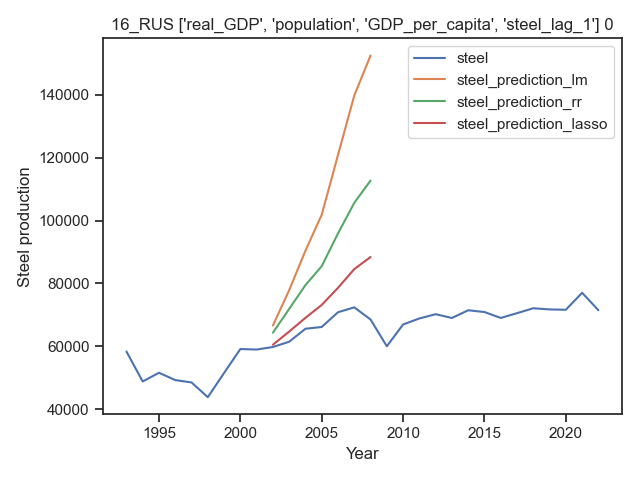 16_RUS ['real_GDP', 'population', 'GDP_per_capita', 'steel_lag_1'] 0
steel
steel_prediction_lm
steel_prediction_rr
steel_prediction_lasso
Steel production
140000
120000
100000
80000
60000
40000
1995
2000
2005
2010
2015
2020
Year